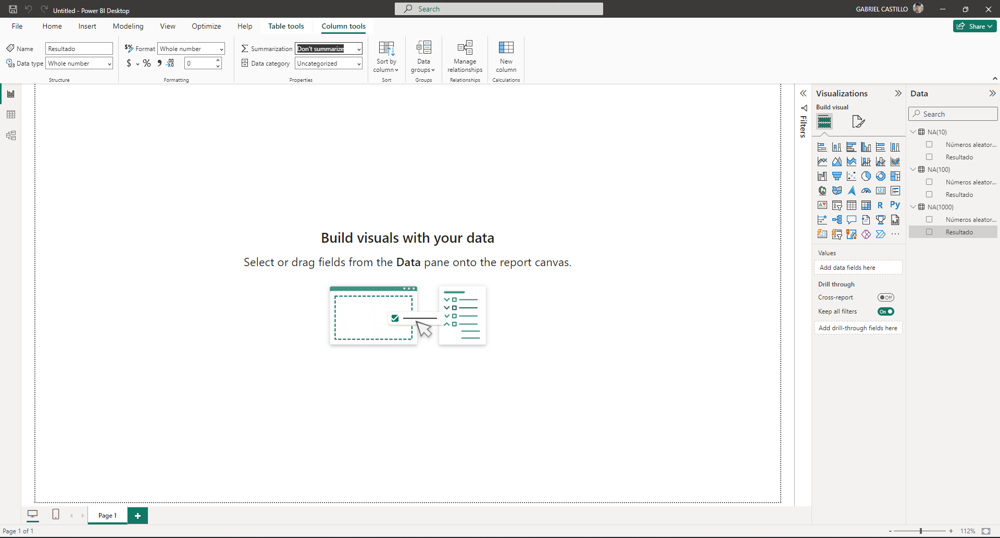 Untitled - Power BI Desktop
Search
GABRIEL CASTILLO
File
Home
Insert
Modeling
View
Optimize
Help
Table tools
Column tools
Share
Name
Resultado
Data type
Whole number
Structure
Format
Whole number
$
%
0
Formatting
Summarization
Don't summarize
Data category
Uncategorized
Properties
Sort by
column
Sort
Data
groups
Groups
Manage
relationships
Relationships
New
column
Calculations
Build visuals with your data
Select or drag fields from the Data pane onto the report canvas.
Filters
Visualizations
Build visual
123
R
Py
123
Values
Add data fields here
Drill through
Cross-report
Off
Keep all filters
On
Add drill-through fields here
Data
Search
NA(10)
Números aleator...
Resultado
NA(100)
Números aleator...
Resultado
NA(1000)
Números aleator...
Resultado
Page 1
Page 1 of 1
112%